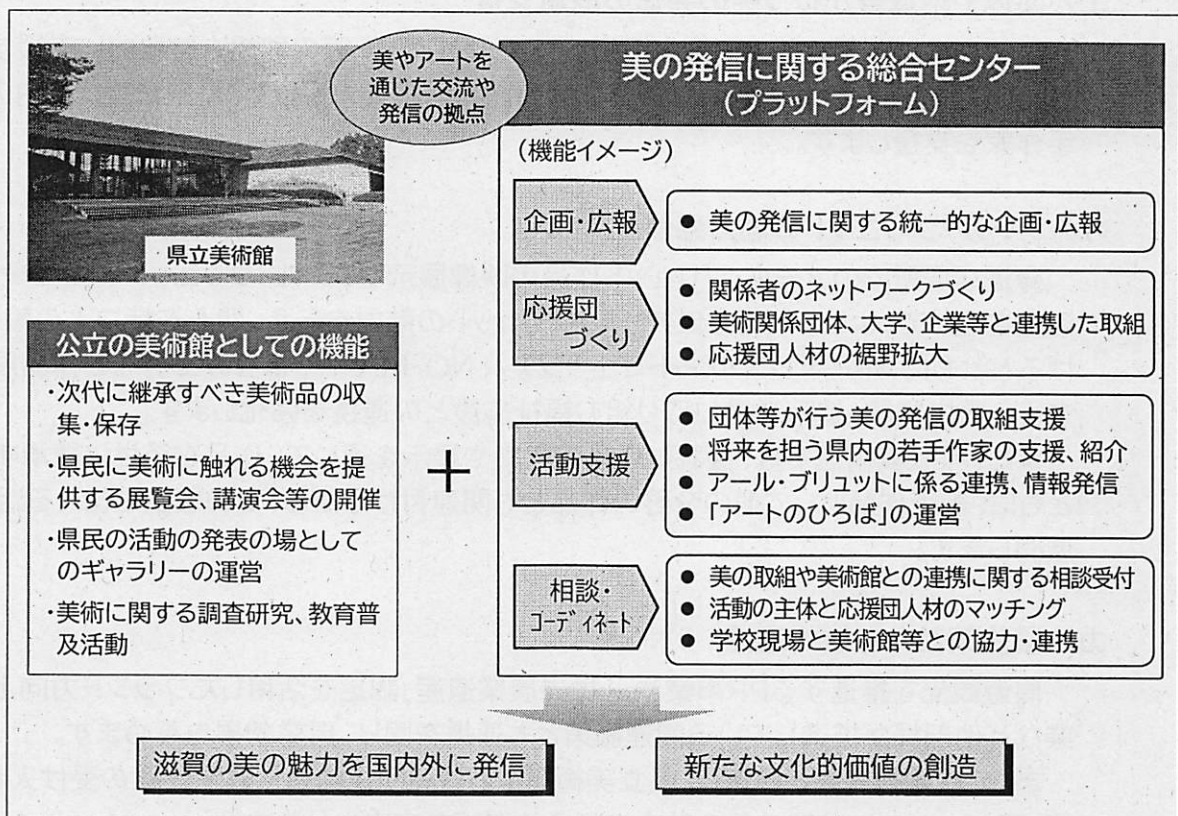 美やアートを
通じた交流や
発信の拠点
県立美術館
公立の美術館としての機能
・次代に継承すべき美術品の収
集・保存
・県民に美術に触れる機会を提
供する展覧会、講演会等の開催
・県民の活動の発表の場として
のギャラリーの運営
・美術に関する調査研究、教育普
及活動
+
美の発信に関する総合センター
(プラットフォーム)
(機能イメージ)
企画・広報
● 美の発信に関する統一的な企画・広報
応援団
づくり
● 関係者のネットワークづくり
● 美術関係団体、大学、企業等と連携した取組
● 応援団人材の裾野拡大
活動支援
● 団体等が行う美の発信の取組支援
● 将来を担う県内の若手作家の支援、紹介
● アール・ブリュットに係る連携、情報発信
● 「アートのひろば」の運営
相談・
ｺｰﾃﾞｨﾈｰﾄ
● 美の取組や美術館との連携に関する相談受付
● 活動の主体と応援団人材のマッチング
● 学校現場と美術館等との協力・連携
滋賀の美の魅力を国内外に発信
新たな文化的価値の創造